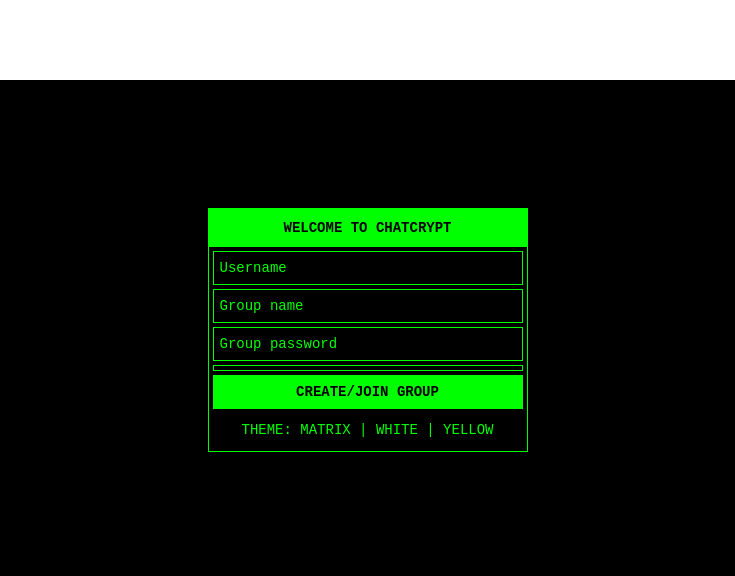 WELCOME TO CHATCRYPT
Username
Group name
Group password
CREATE/JOIN GROUP
THEME: MATRIX | WHITE | YELLOW